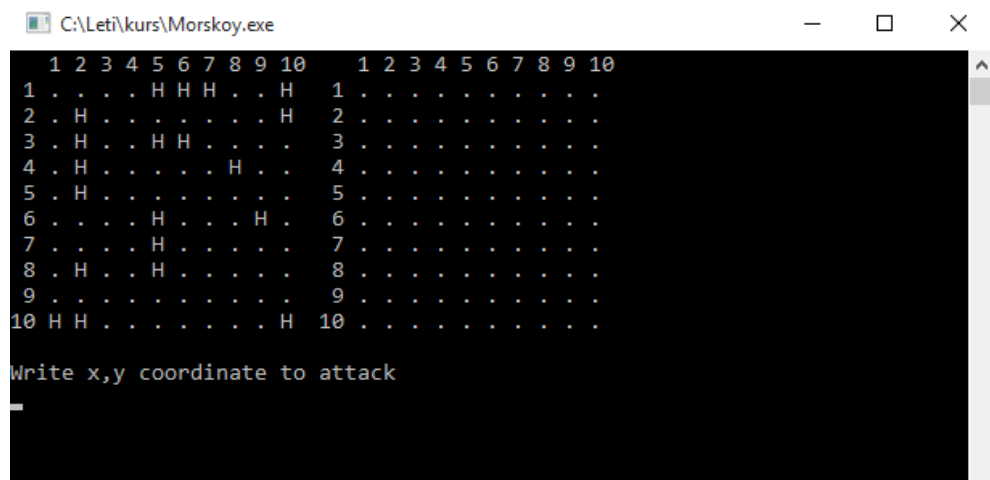 C:\Leti\kurs\Morskoy.exe
   1 2 3 4 5 6 7 8 9 10    1 2 3 4 5 6 7 8 9 10
 1 . . . . H H H . . H   1 . . . . . . . . . .
 2 . H . . . . . . . H   2 . . . . . . . . . .
 3 . H . . H H . . . .   3 . . . . . . . . . .
 4 . H . . . . . H . .   4 . . . . . . . . . .
 5 . H . . . . . . . .   5 . . . . . . . . . .
 6 . . . . H . . . H .   6 . . . . . . . . . .
 7 . . . . H . . . . .   7 . . . . . . . . . .
 8 . H . . H . . . . .   8 . . . . . . . . . .
 9 . . . . . . . . . .   9 . . . . . . . . . .
10 H H . . . . . . . H  10 . . . . . . . . . .
Write x,y coordinate to attack